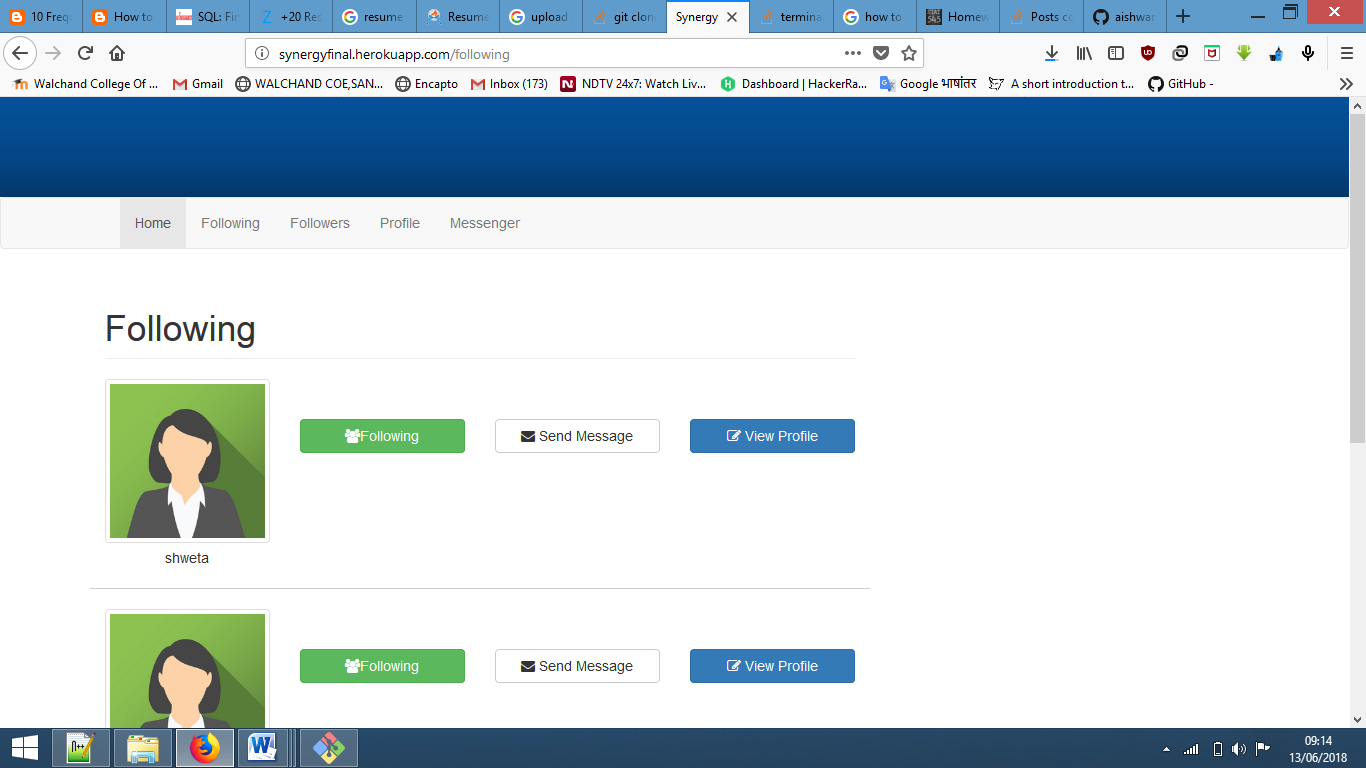 10 Freq
How to
SQL: Fin
+20 Res
resume
Resume
upload
git clon
Synergy
termina
how to
Homew
Posts co
aishwar
synergyfinal.herokuapp.com/following
Walchand College Of ...
Gmail
WALCHAND COE,SAN...
Encapto
Inbox (173)
NDTV 24x7: Watch Liv...
Dashboard | HackerRa...
Google भाषांतर
A short introduction t...
GitHub -
Home
Following
Followers
Profile
Messenger
Following
Following
Send Message
View Profile
shweta
Following
Send Message
View Profile
09:14
13/06/2018